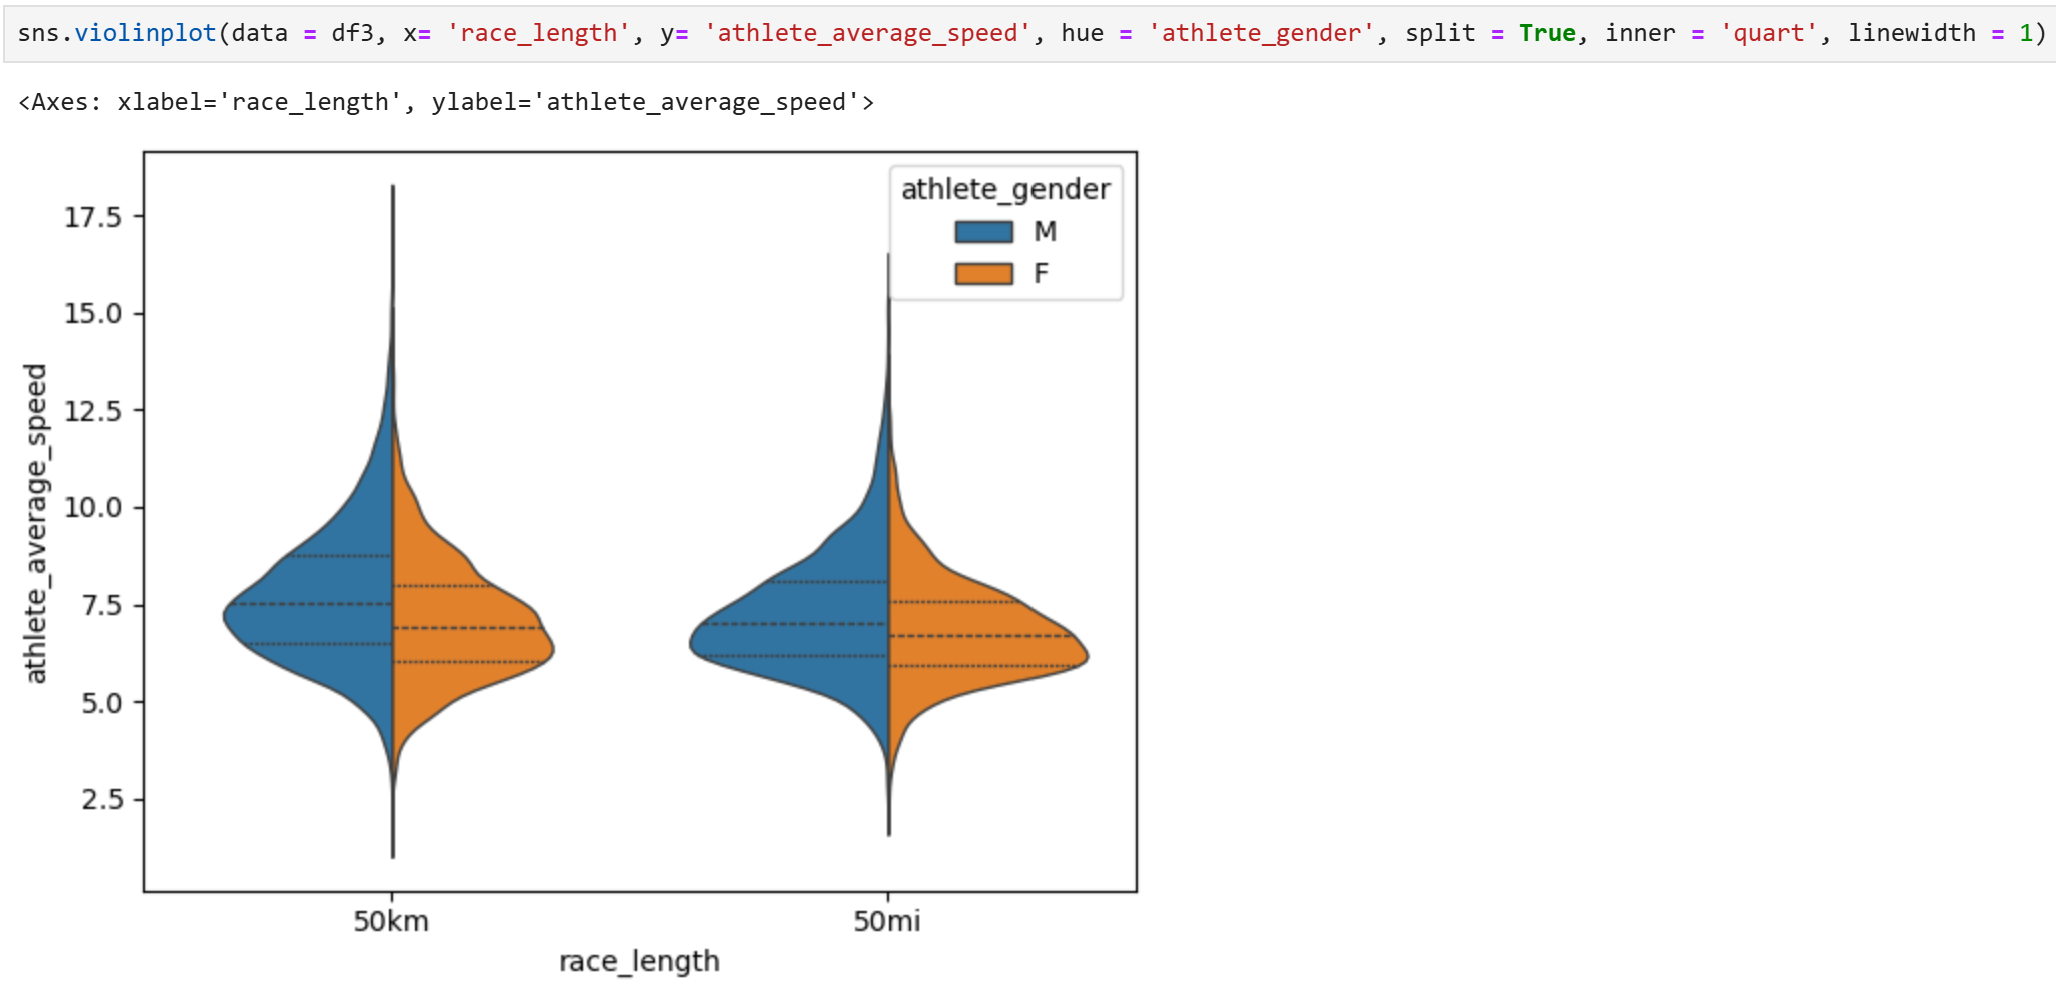 sns.violinplot(data = df3, x= 'race_length', y= 'athlete_average_speed', hue = 'athlete_gender', split = True, inner = 'quart', linewidth = 1)
<Axes: xlabel='race_length', ylabel='athlete_average_speed'>
athlete_gender
M
F
17.5
15.0
12.5
10.0
7.5
5.0
2.5
athlete_average_speed
50km
50mi
race_length